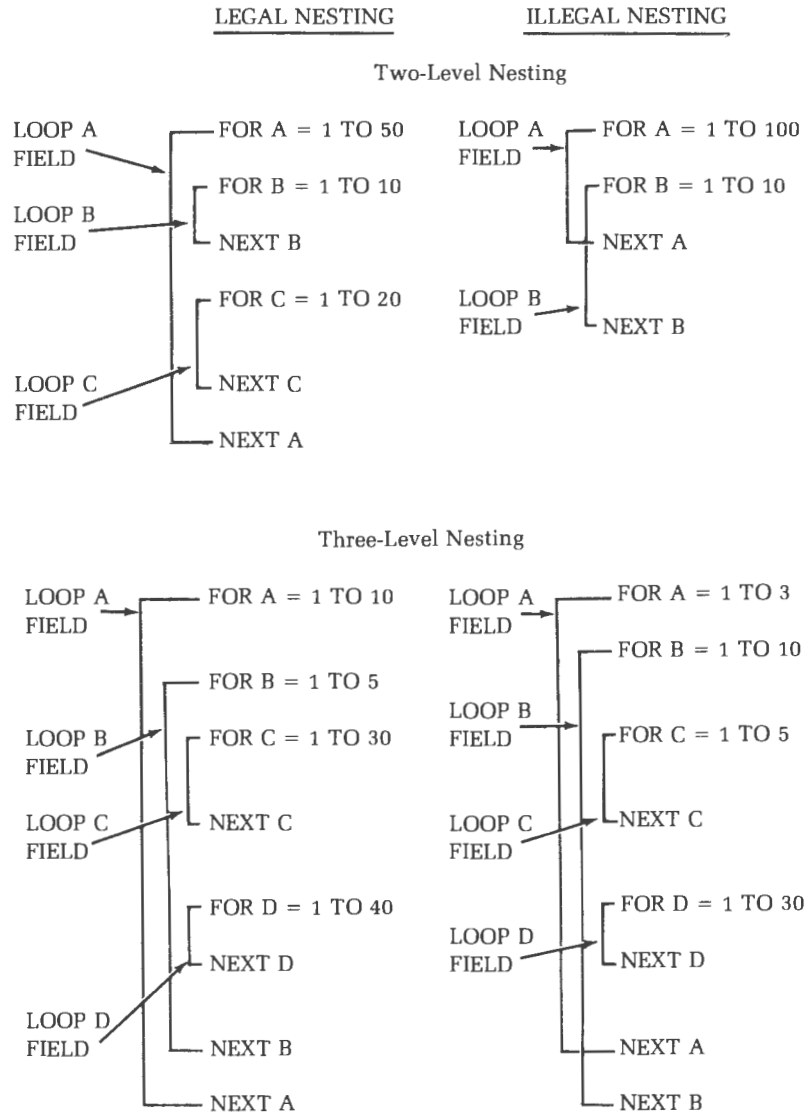 LEGAL NESTING
ILLEGAL NESTING
Two-Level Nesting
LOOP A
FIELD
FOR A = 1 TO 50
FOR B = 1 TO 10
LOOP B
FIELD
NEXT B
FOR C = 1 TO 20
LOOP C
FIELD
NEXT C
NEXT A
LOOP A
FIELD
FOR A = 1 TO 100
FOR B = 1 TO 10
NEXT A
LOOP B
FIELD
NEXT B
Three-Level Nesting
LOOP A
FIELD
FOR A = 1 TO 10
FOR B = 1 TO 5
LOOP B
FIELD
FOR C = 1 TO 30
LOOP C
FIELD
NEXT C
FOR D = 1 TO 40
NEXT D
LOOP D
FIELD
NEXT B
NEXT A
LOOP A
FIELD
FOR A = 1 TO 3
FOR B = 1 TO 10
LOOP B
FIELD
FOR C = 1 TO 5
LOOP C
FIELD
NEXT C
FOR D = 1 TO 30
LOOP D
FIELD
NEXT D
NEXT A
NEXT B